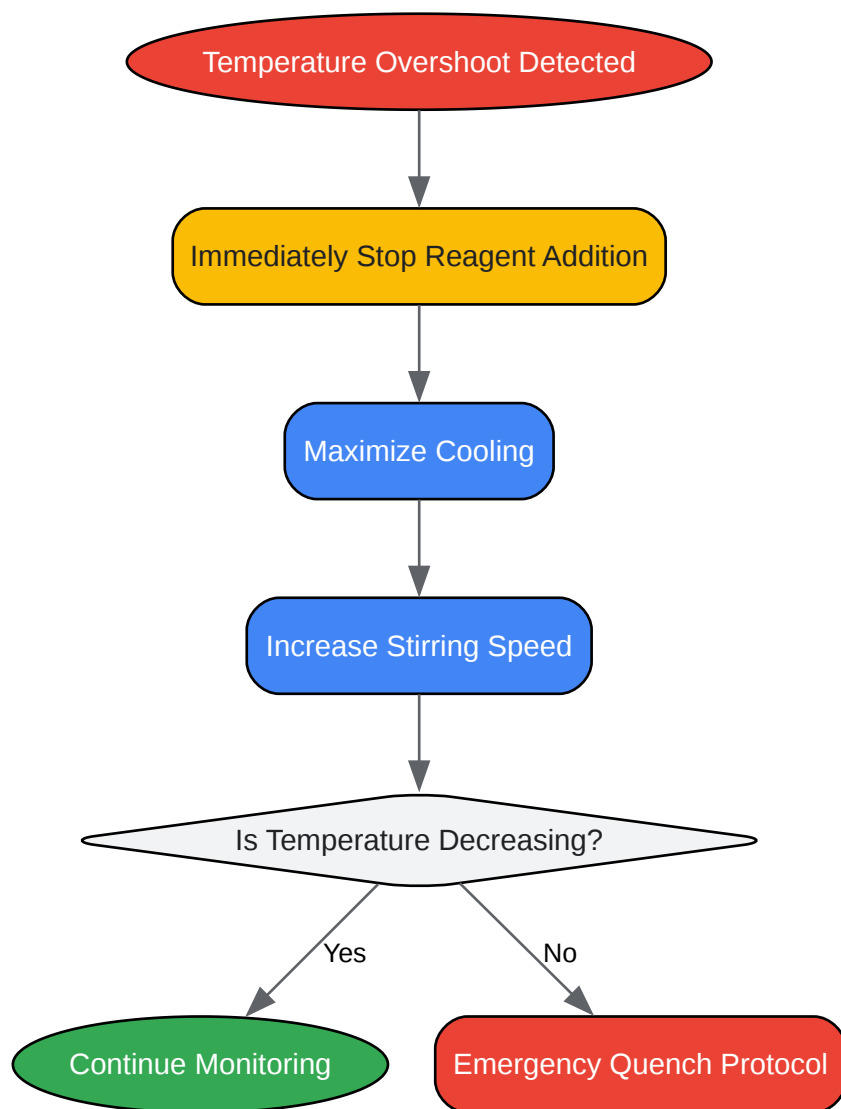 Temperature Overshoot Detected
Immediately Stop Reagent Addition
Maximize Cooling
Increase Stirring Speed
Is Temperature Decreasing?
Yes
No
Continue Monitoring
Emergency Quench Protocol